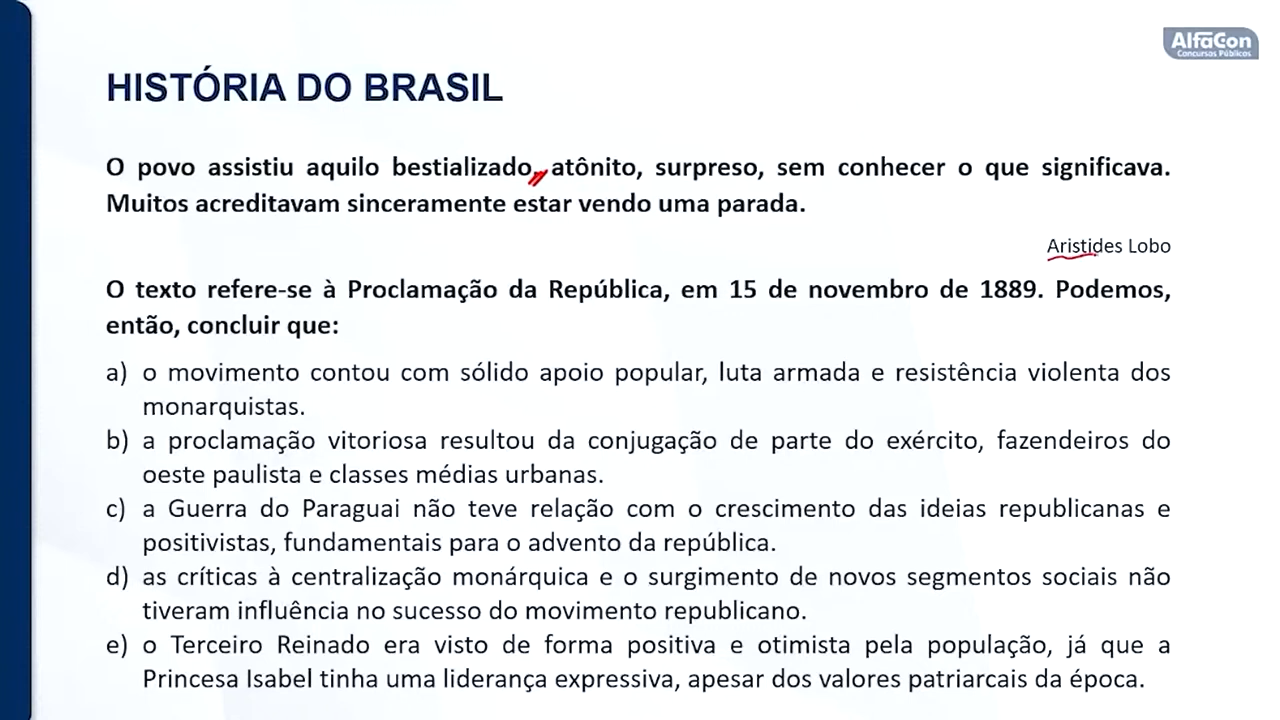 AlfaCon
Concursos Públicos
HISTÓRIA DO BRASIL
O povo assistiu aquilo bestializado, atônito, surpreso, sem conhecer o que significava.
Muitos acreditavam sinceramente estar vendo uma parada.
Aristides Lobo
O texto refere-se à Proclamação da República, em 15 de novembro de 1889. Podemos,
então, concluir que:
a) o movimento contou com sólido apoio popular, luta armada e resistência violenta dos
monarquistas.
b) a proclamação vitoriosa resultou da conjugação de parte do exército, fazendeiros do
oeste paulista e classes médias urbanas.
c) a Guerra do Paraguai não teve relação com o crescimento das ideias republicanas e
positivistas, fundamentais para o advento da república.
d) as críticas à centralização monárquica e o surgimento de novos segmentos sociais não
tiveram influência no sucesso do movimento republicano.
e) o Terceiro Reinado era visto de forma positiva e otimista pela população, já que a
Princesa Isabel tinha uma liderança expressiva, apesar dos valores patriarcais da época.